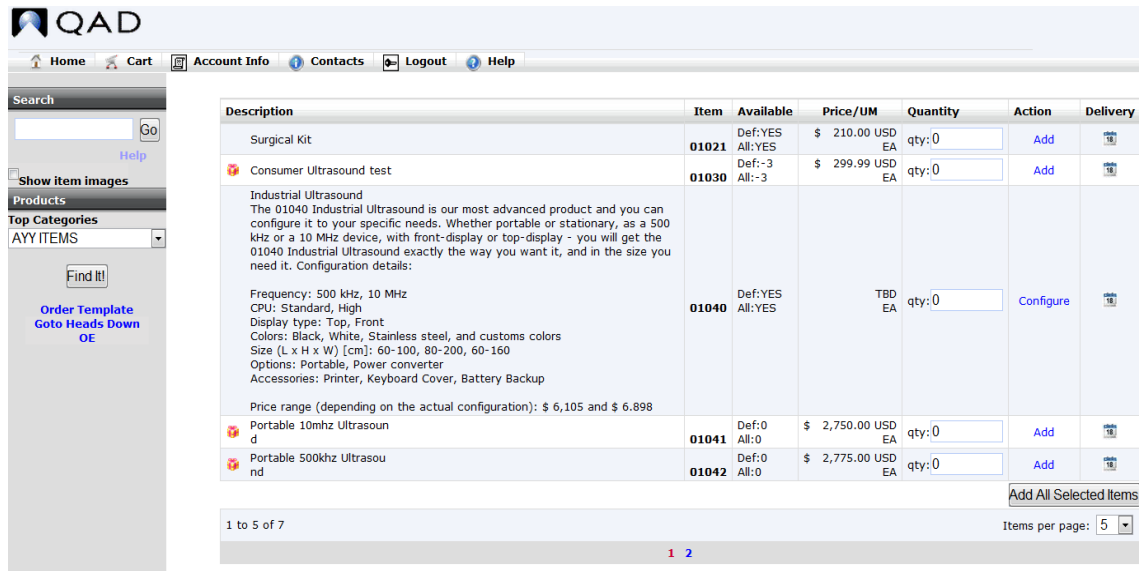 QAD
Home Cart Account Info Contacts Logout Help
Search
Go
Help
Show item images
Products
Top Categories
AYY ITEMS
Find It!
Order Template
Goto Heads Down
OE
Description Item Available Price/UM Quantity Action Delivery
Surgical Kit 01021 Def:YES All:YES $ 210.00 USD EA qty: 0 Add 18
Consumer Ultrasound test 01030 Def:-3 All:-3 $ 299.99 USD EA qty: 0 Add 18
Industrial Ultrasound
The 01040 Industrial Ultrasound is our most advanced product and you can
configure it to your specific needs. Whether portable or stationary, as a 500
kHz or a 10 MHz device, with front-display or top-display - you will get the
01040 Industrial Ultrasound exactly the way you want it, and in the size you
need it. Configuration details:
Frequency: 500 kHz, 10 MHz
CPU: Standard, High
Display type: Top, Front
Colors: Black, White, Stainless steel, and customs colors
Size (L x H x W) [cm]: 60-100, 80-200, 60-160
Options: Portable, Power converter
Accessories: Printer, Keyboard Cover, Battery Backup
Price range (depending on the actual configuration): $ 6,105 and $ 6.898
01040 Def:YES All:YES TBD EA qty: 0 Configure 18
Portable 10mhz Ultrasoun
d 01041 Def:0 All:0 $ 2,750.00 USD EA qty: 0 Add 18
Portable 500khz Ultrasou
nd 01042 Def:0 All:0 $ 2,775.00 USD EA qty: 0 Add 18
Add All Selected Items
1 to 5 of 7 Items per page: 5
1 2